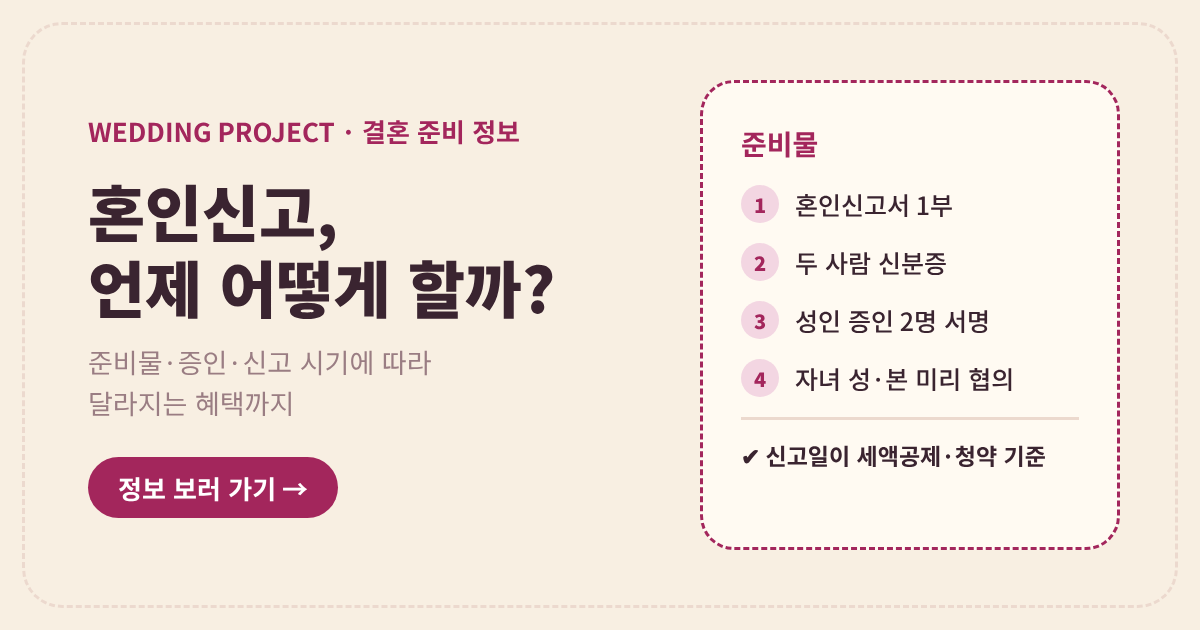 WEDDING PROJECT · 결혼 준비 정보
혼인신고,
언제 어떻게 할까?
준비물·증인·신고 시기에 따라
달라지는 혜택까지
정보 보러 가기 →
준비물
1 혼인신고서 1부
2 두 사람 신분증
3 성인 증인 2명 서명
4 자녀 성·본 미리 협의
✔ 신고일이 세액공제·청약 기준